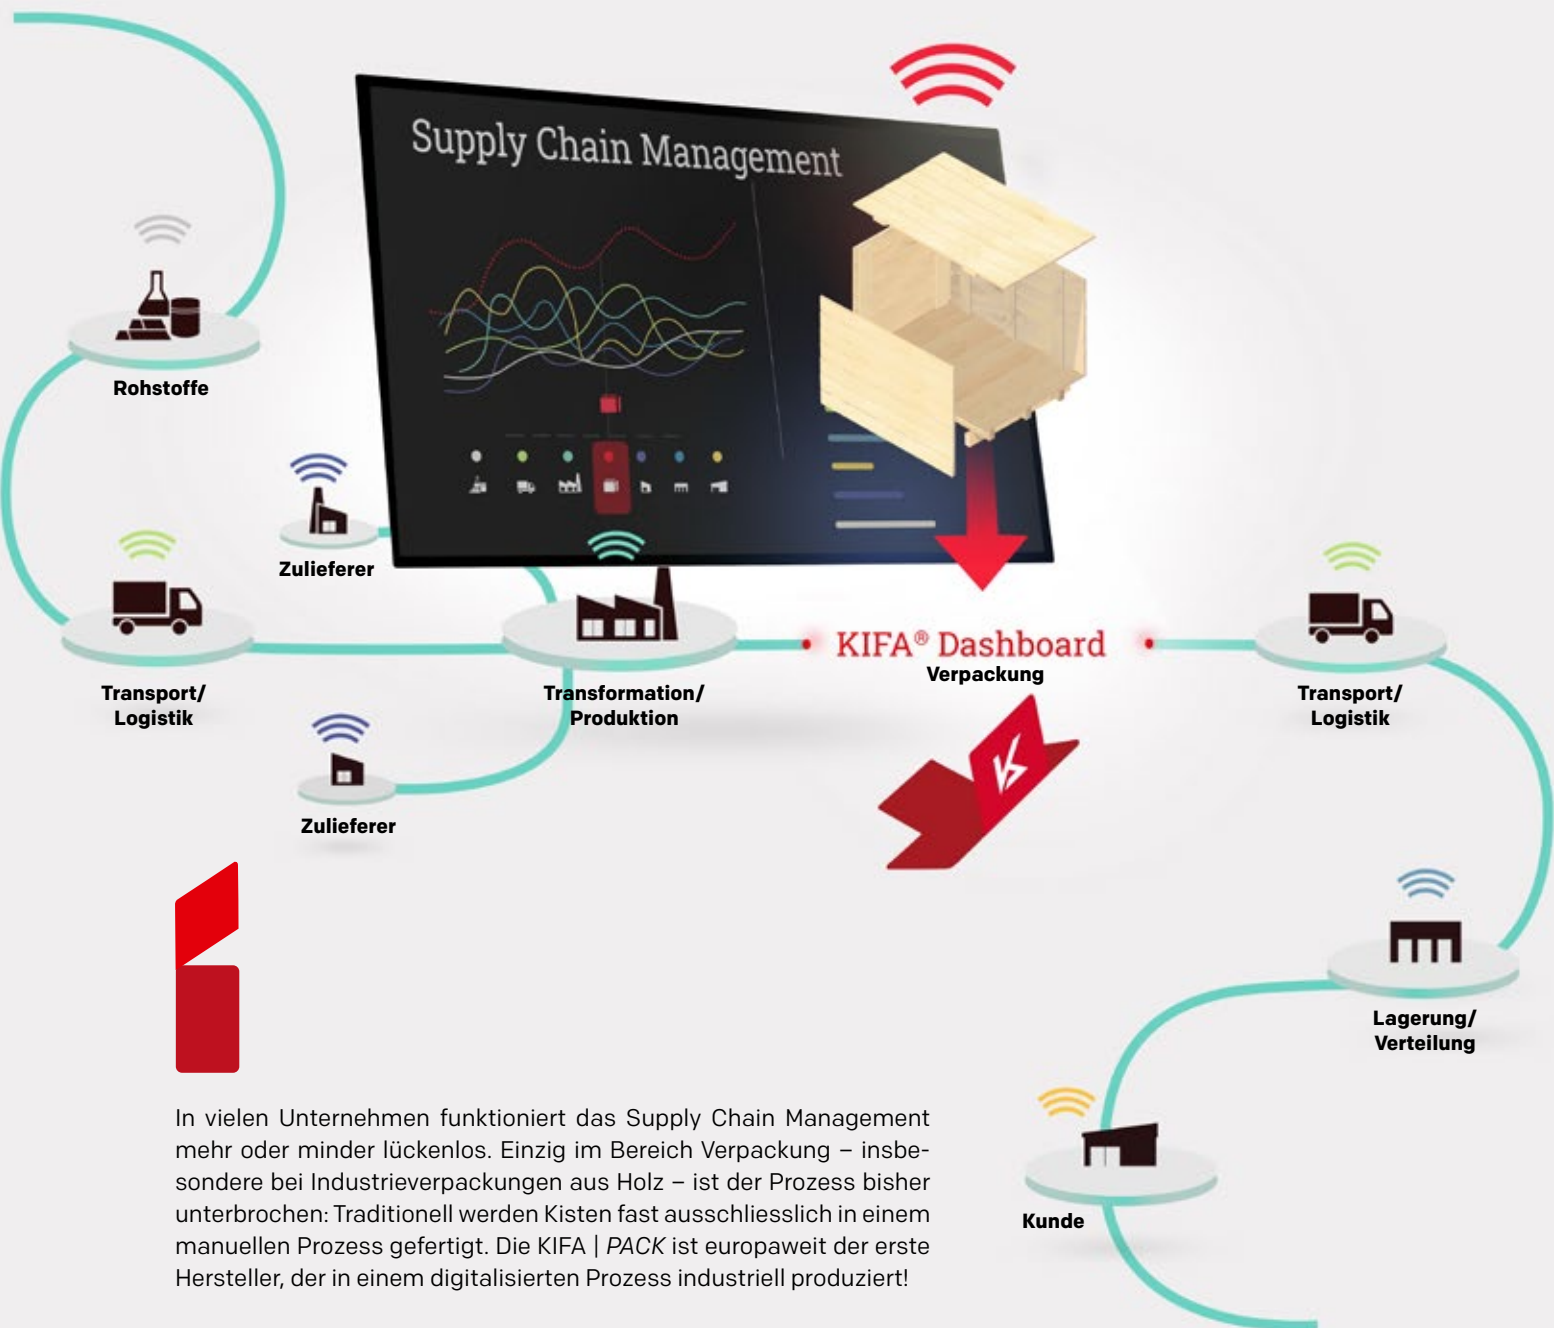 Supply Chain Management
Rohstoffe
Zulieferer
Transport/
Logistik
Transformation/
Produktion
KIFA® Dashboard
Verpackung
Transport/
Logistik
Zulieferer
Lagerung/
Verteilung
Kunde
In vielen Unternehmen funktioniert das Supply Chain Management
mehr oder minder lückenlos. Einzig im Bereich Verpackung – insbe-
sondere bei Industrieverpackungen aus Holz – ist der Prozess bisher
unterbrochen: Traditionell werden Kisten fast ausschliesslich in einem
manuellen Prozess gefertigt. Die KIFA | PACK ist europaweit der erste
Hersteller, der in einem digitalisierten Prozess industriell produziert!